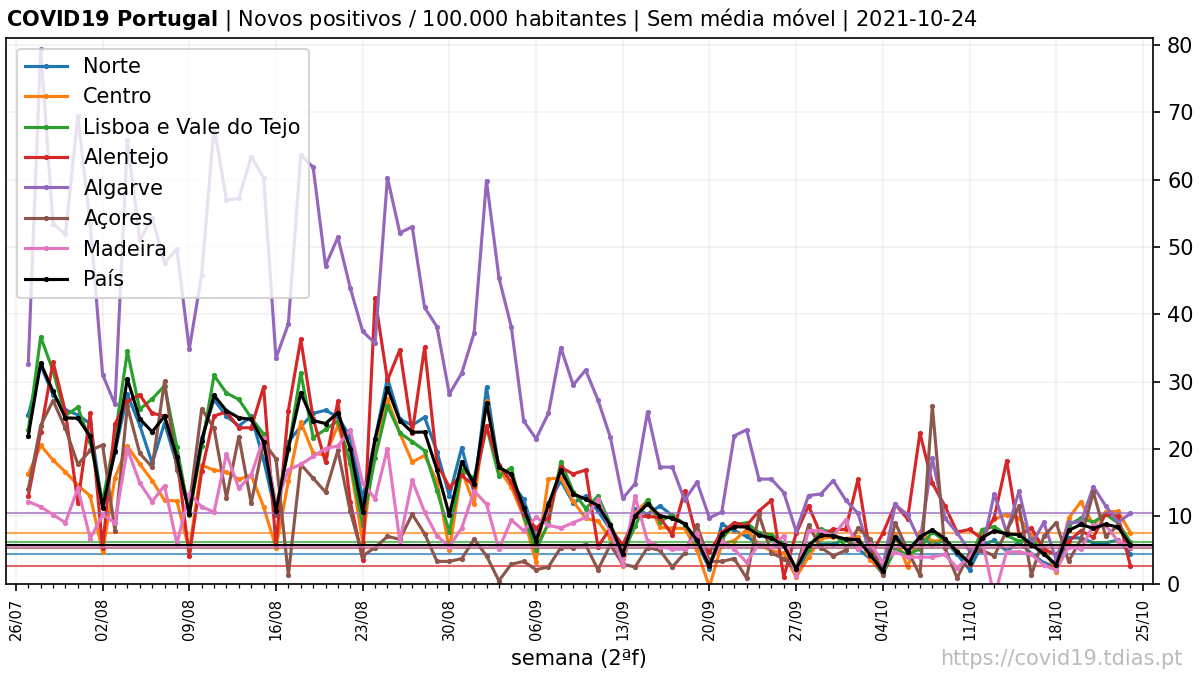 COVID19 Portugal | Novos positivos / 100.000 habitantes | Sem média móvel | 2021-10-24
Norte
Centro
Lisboa e Vale do Tejo
Alentejo
Algarve
Açores
Madeira
País
80
70
60
50
40
30
20
10
0
26/07
02/08
09/08
16/08
23/08
30/08
06/09
13/09
20/09
27/09
04/10
11/10
18/10
25/10
semana (2ªf)
https://covid19.tdias.pt